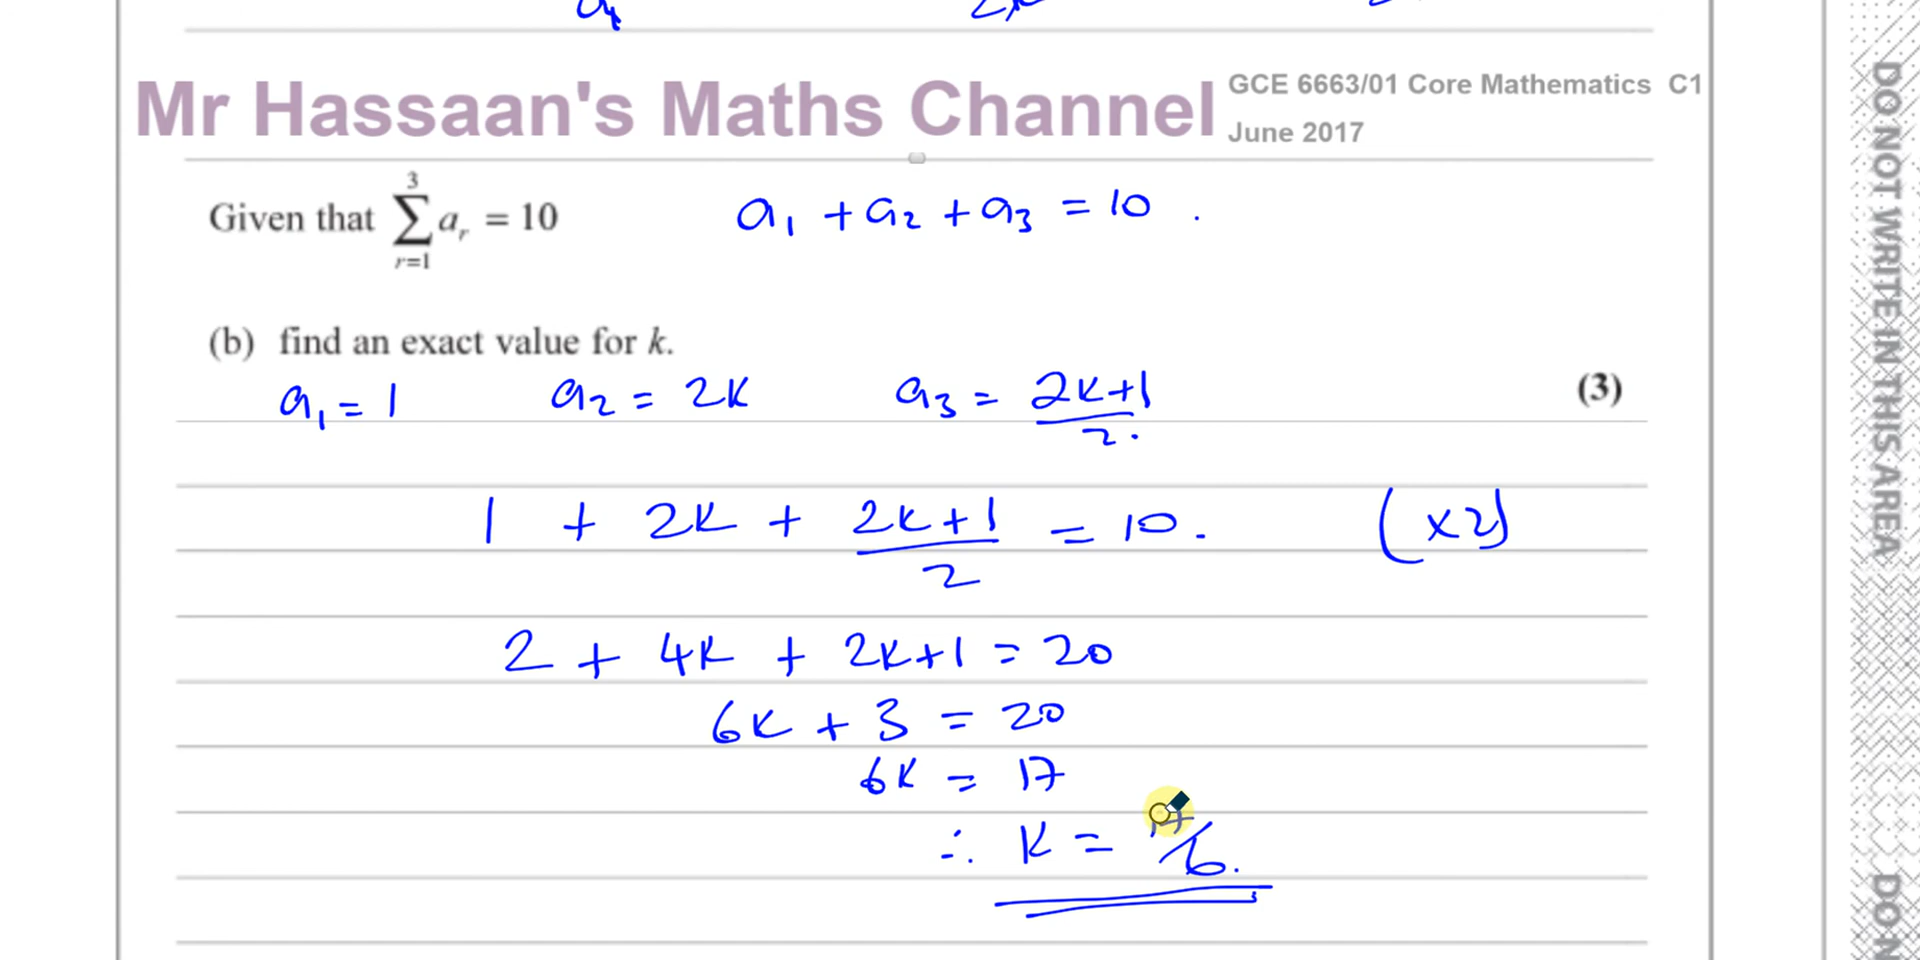 Mr Hassaan's Maths Channel
GCE 6663/01 Core Mathematics C1
June 2017
Given that \sum_{r=1}^{3} a_r = 10
a₁ + a₂ + a₃ = 10 .
(b) find an exact value for k.
(3)
a₁ = 1 a₂ = 2k a₃ = (2k+1)/2.
1 + 2k + (2k+1)/2 = 10. (×2)
2 + 4k + 2k+1 = 20
6k + 3 = 20
6k = 17
∴ k = 17/6.
DO NOT WRITE IN THIS AREA